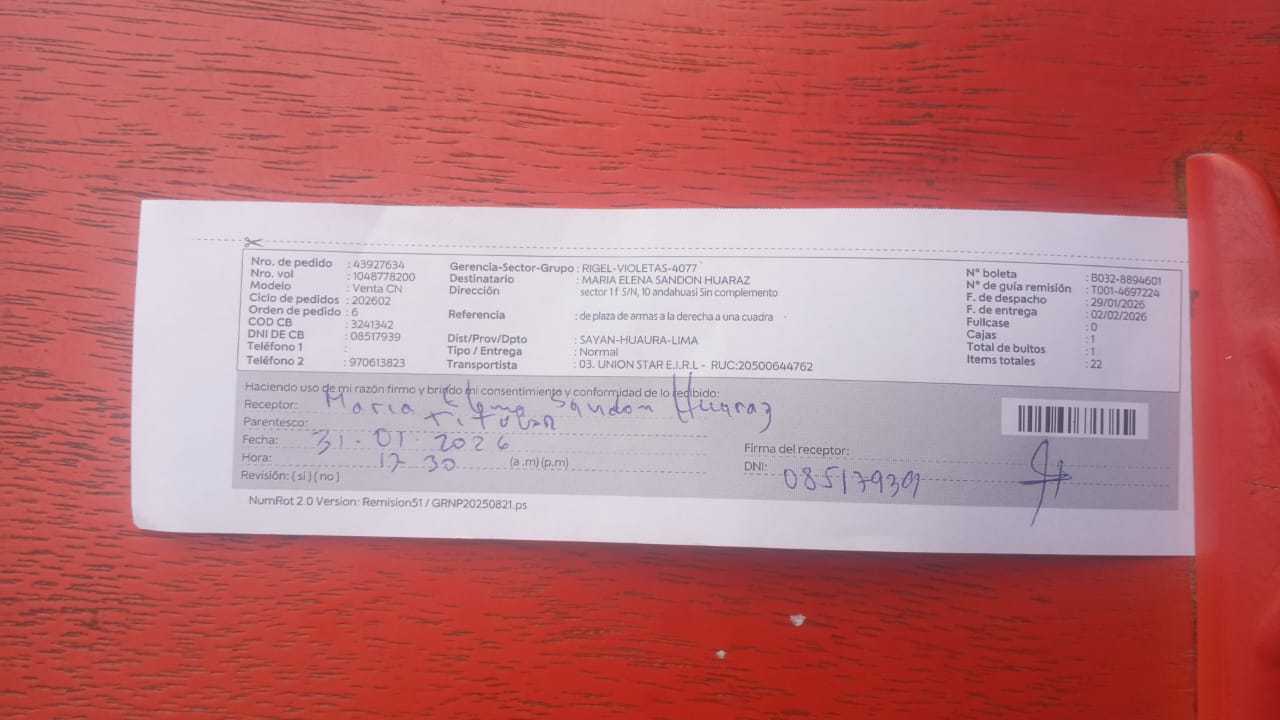 Nro. de pedido : 43927634
Nro. vol : 1048778200
Modelo : Venta CN
Ciclo de pedidos : 202602
Orden de pedido : 6
COD CB : 3241342
DNI DE CB : 08517939
Teléfono 1 :
Teléfono 2 : 970613823
Gerencia-Sector-Grupo : RIGEL-VIOLETAS-4077
Destinatario : MARIA ELENA SANDON HUARAZ
Dirección sector 1 f S/N, 10 andahuasi Sin complemento
Referencia : de plaza de armas a la derecha a una cuadra
Dist/Prov/Dpto : SAYAN-HUAURA-LIMA
Tipo / Entrega : Normal
Transportista : 03. UNION STAR E.I.R.L - RUC:20500644762
N° boleta : B032-8894601
N° de guía remisión : T001-4697224
F. de despacho : 29/01/2026
F. de entrega : 02/02/2026
Fullcase : 0
Cajas : 1
Total de bultos : 1
Items totales : 22
Haciendo uso de mi razón firmo y brindo mi consentimiento y conformidad de lo recibido:
Receptor: Maria Elena Sandon Huaraz
Parentesco: Titular
Fecha: 31-01-2026
Hora: 17 30 (a.m) (p.m)
Revisión: ( si ) ( no )
Firma del receptor:
DNI: 08517939
NumRot 2.0 Version: Remision51 / GRNP20250821.ps